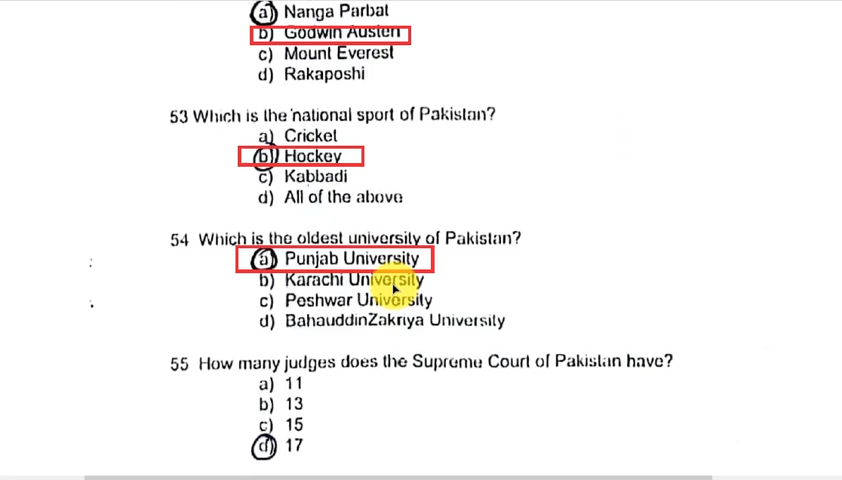 a) Nanga Parbat
b) Godwin Austen
c) Mount Everest
d) Rakaposhi
53 Which is the national sport of Pakistan?
a) Cricket
b) Hockey
c) Kabbadi
d) All of the above
54 Which is the oldest university of Pakistan?
a) Punjab University
b) Karachi University
c) Peshwar University
d) BahauddinZakriya University
55 How many judges does the Supreme Court of Pakistan have?
a) 11
b) 13
c) 15
d) 17